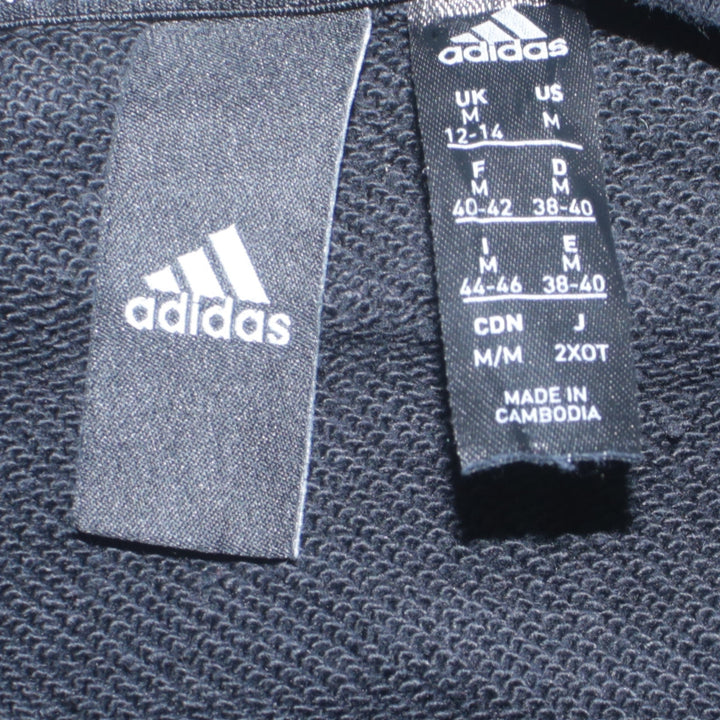 adidas
adidas
UK US
M M
12-14
F D
M M
40-42 38-40
I E
M M
44-46 38-40
CDN J
M/M 2XOT
MADE IN
CAMBODIA